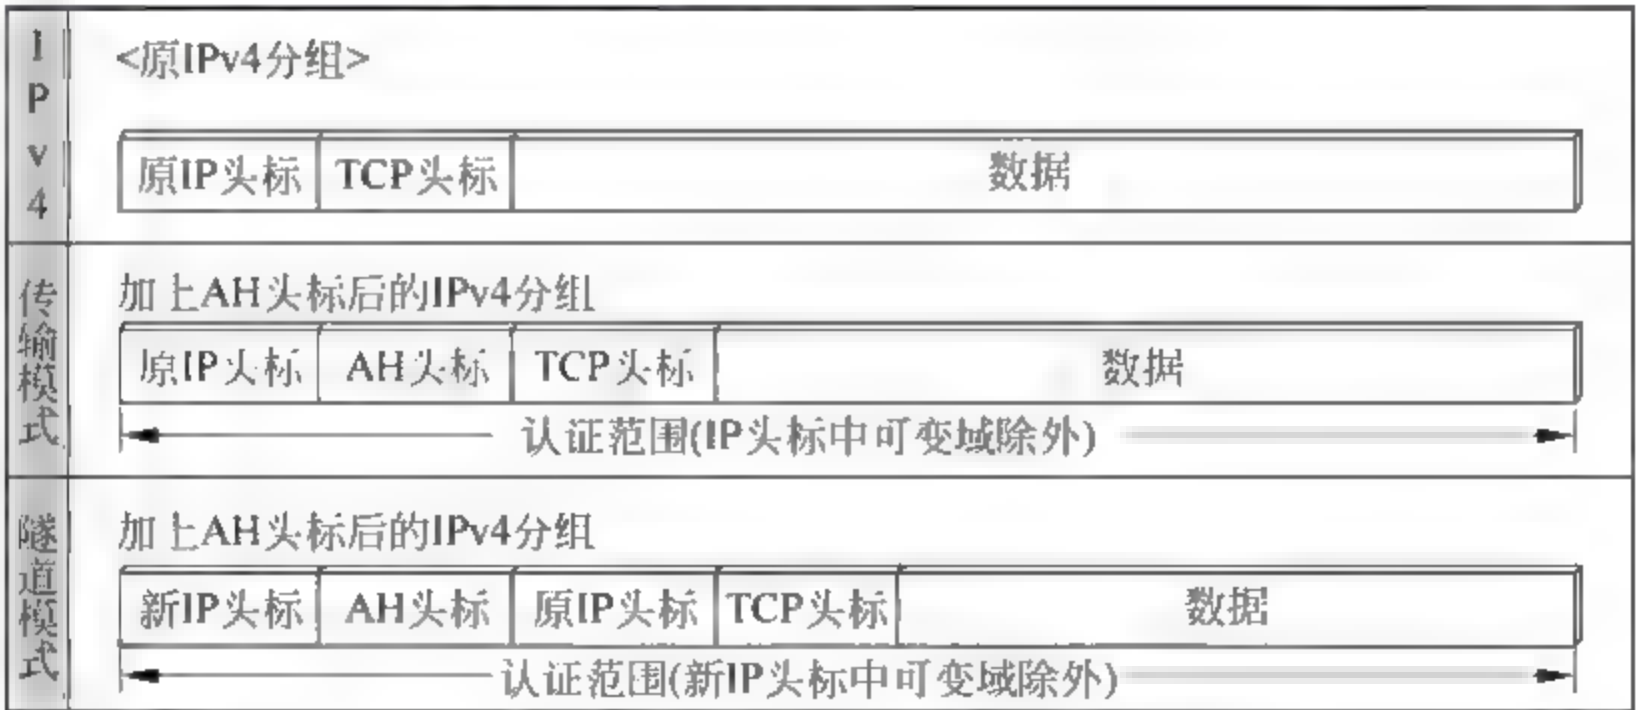 IPv4
<原IPv4分组>
原IP头标 TCP头标 数据
传输模式
加上AH头标后的IPv4分组
原IP头标 AH头标 TCP头标 数据
认证范围(IP头标中可变域除外)
隧道模式
加上AH头标后的IPv4分组
新IP头标 AH头标 原IP头标 TCP头标 数据
认证范围(新IP头标中可变域除外)